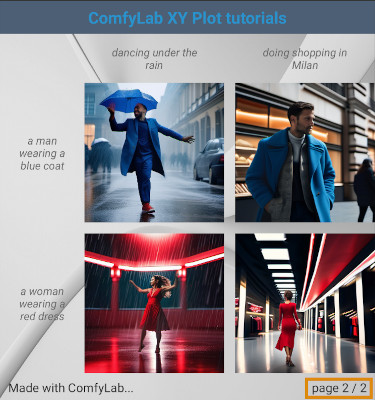 ComfyLab XY Plot tutorials
dancing under the
rain
doing shopping in
Milan
a man
wearing a
blue coat
a woman
wearing a
red dress
Made with ComfyLab...
page 2 / 2